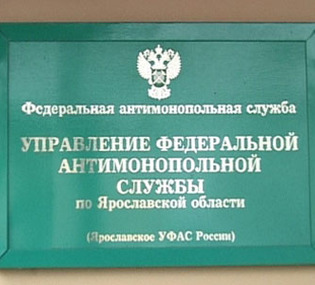 Федеральная антимонопольная служба
УПРАВЛЕНИЕ ФЕДЕРАЛЬНОЙ
АНТИМОНОПОЛЬНОЙ
СЛУЖБЫ
по Ярославской области
(Ярославское УФАС России)